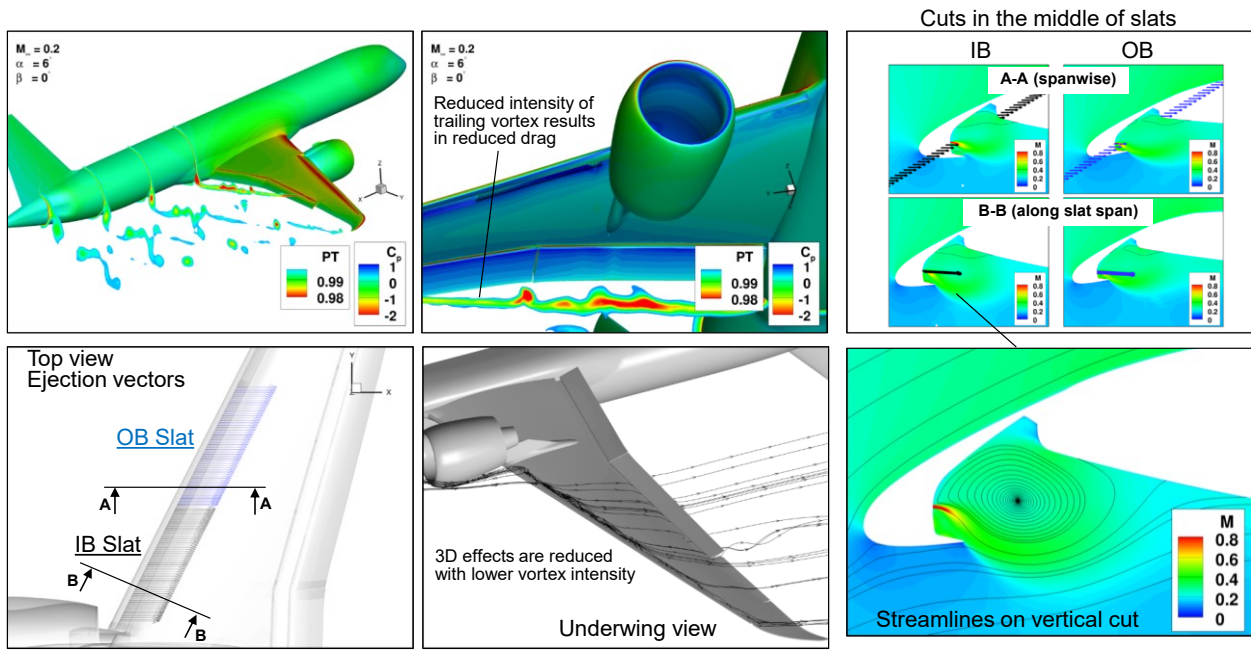 M∞ = 0.2
α = 6°
β = 0°
Z
X
Y
PT
0.99
0.98
Cp
1
0
-1
-2
M∞ = 0.2
α = 6°
β = 0°
Reduced intensity of
trailing vortex results
in reduced drag
Z
Y
PT
0.99
0.98
Cp
1
0
-1
-2
Cuts in the middle of slats
IB
OB
A-A (spanwise)
M
0.8
0.6
0.4
0.2
0
M
0.8
0.6
0.4
0.2
0
B-B (along slat span)
M
0.8
0.6
0.4
0.2
0
M
0.8
0.6
0.4
0.2
0
Top view
Ejection vectors
Y
Z
X
OB Slat
A
A
IB Slat
B
B
3D effects are reduced
with lower vortex intensity
Underwing view
M
0.8
0.6
0.4
0.2
0
Streamlines on vertical cut